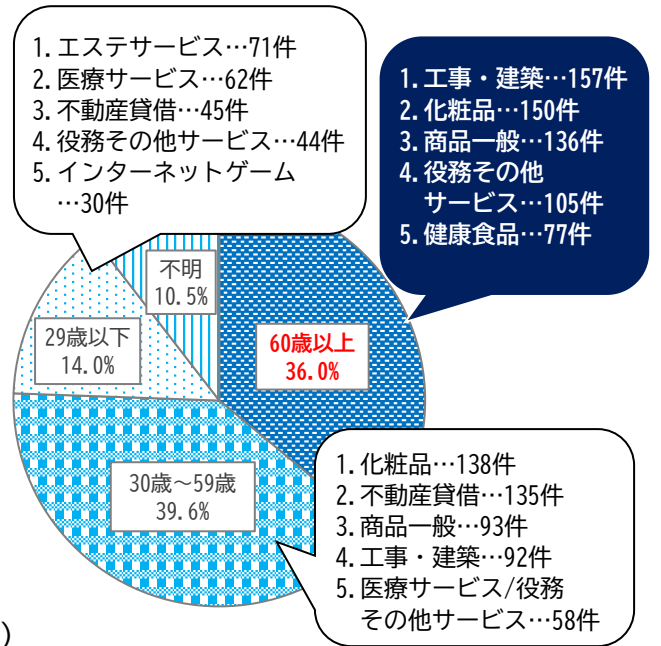 1.エステサービス…71件
2.医療サービス…62件
3.不動産貸借…45件
4.役務その他サービス…44件
5.インターネットゲーム
…30件
1.工事・建築…157件
2.化粧品…150件
3.商品一般…136件
4.役務その他
サービス…105件
5.健康食品…77件
不明
10.5%
29歳以下
14.0%
60歳以上
36.0%
30歳～59歳
39.6%
1.化粧品…138件
2.不動産貸借…135件
3.商品一般…93件
4.工事・建築…92件
5.医療サービス/役務
その他サービス…58件
)